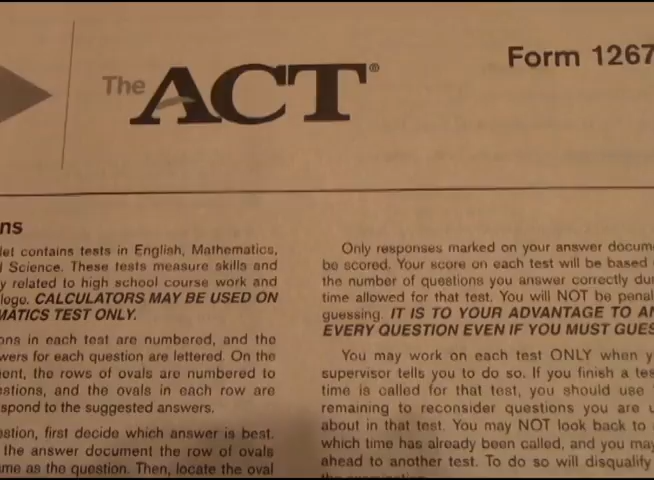 The ACT®
Form 1267
ns
let contains tests in English, Mathematics,
Science. These tests measure skills and
y related to high school course work and
lege. CALCULATORS MAY BE USED ON
MATICS TEST ONLY.
ons in each test are numbered, and the
wers for each question are lettered. On the
ent, the rows of ovals are numbered to
estions, and the ovals in each row are
spond to the suggested answers.
estion, first decide which answer is best.
the answer document the row of ovals
me as the question. Then, locate the oval
Only responses marked on your answer docum
be scored. Your score on each test will be based
the number of questions you answer correctly du
time allowed for that test. You will NOT be penal
guessing. IT IS TO YOUR ADVANTAGE TO AN
EVERY QUESTION EVEN IF YOU MUST GUES
You may work on each test ONLY when y
supervisor tells you to do so. If you finish a tes
time is called for that test, you should use
remaining to reconsider questions you are u
about in that test. You may NOT look back to
which time has already been called, and you may
ahead to another test. To do so will disqualify